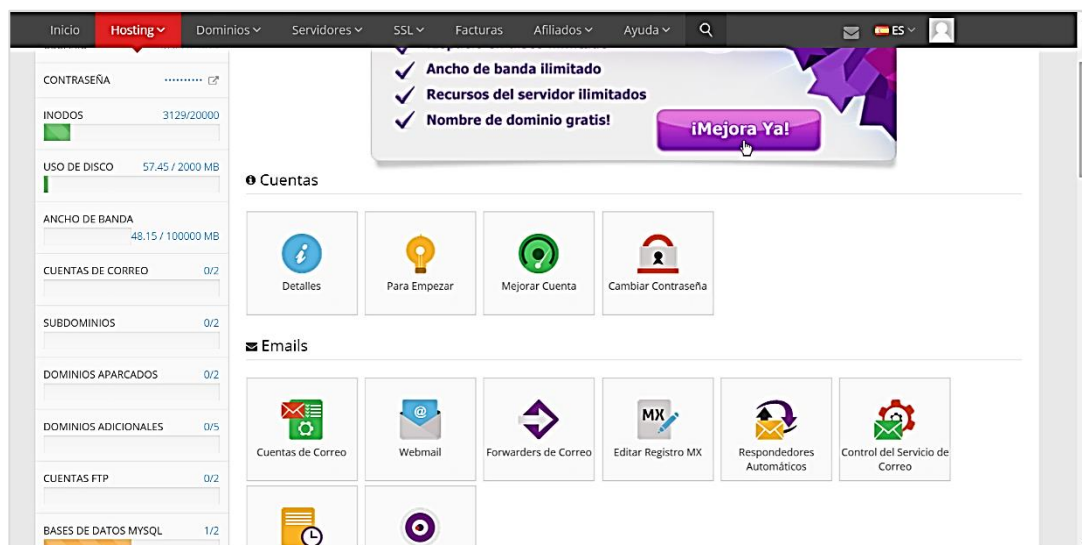 Inicio Hosting Dominios Servidores SSL Facturas Afiliados Ayuda ES
CONTRASEÑA ··········
INODOS 3129/20000
USO DE DISCO 57.45 / 2000 MB
ANCHO DE BANDA
48.15 / 100000 MB
CUENTAS DE CORREO 0/2
SUBDOMINIOS 0/2
DOMINIOS APARCADOS 0/2
DOMINIOS ADICIONALES 0/5
CUENTAS FTP 0/2
BASES DE DATOS MYSQL 1/2
Ancho de banda ilimitado
Recursos del servidor ilimitados
Nombre de dominio gratis!
¡Mejora Ya!
Cuentas
Detalles
Para Empezar
Mejorar Cuenta
Cambiar Contraseña
Emails
Cuentas de Correo
@
Webmail
Forwarders de Correo
MX
Editar Registro MX
Respondedores
Automáticos
Control del Servicio de
Correo